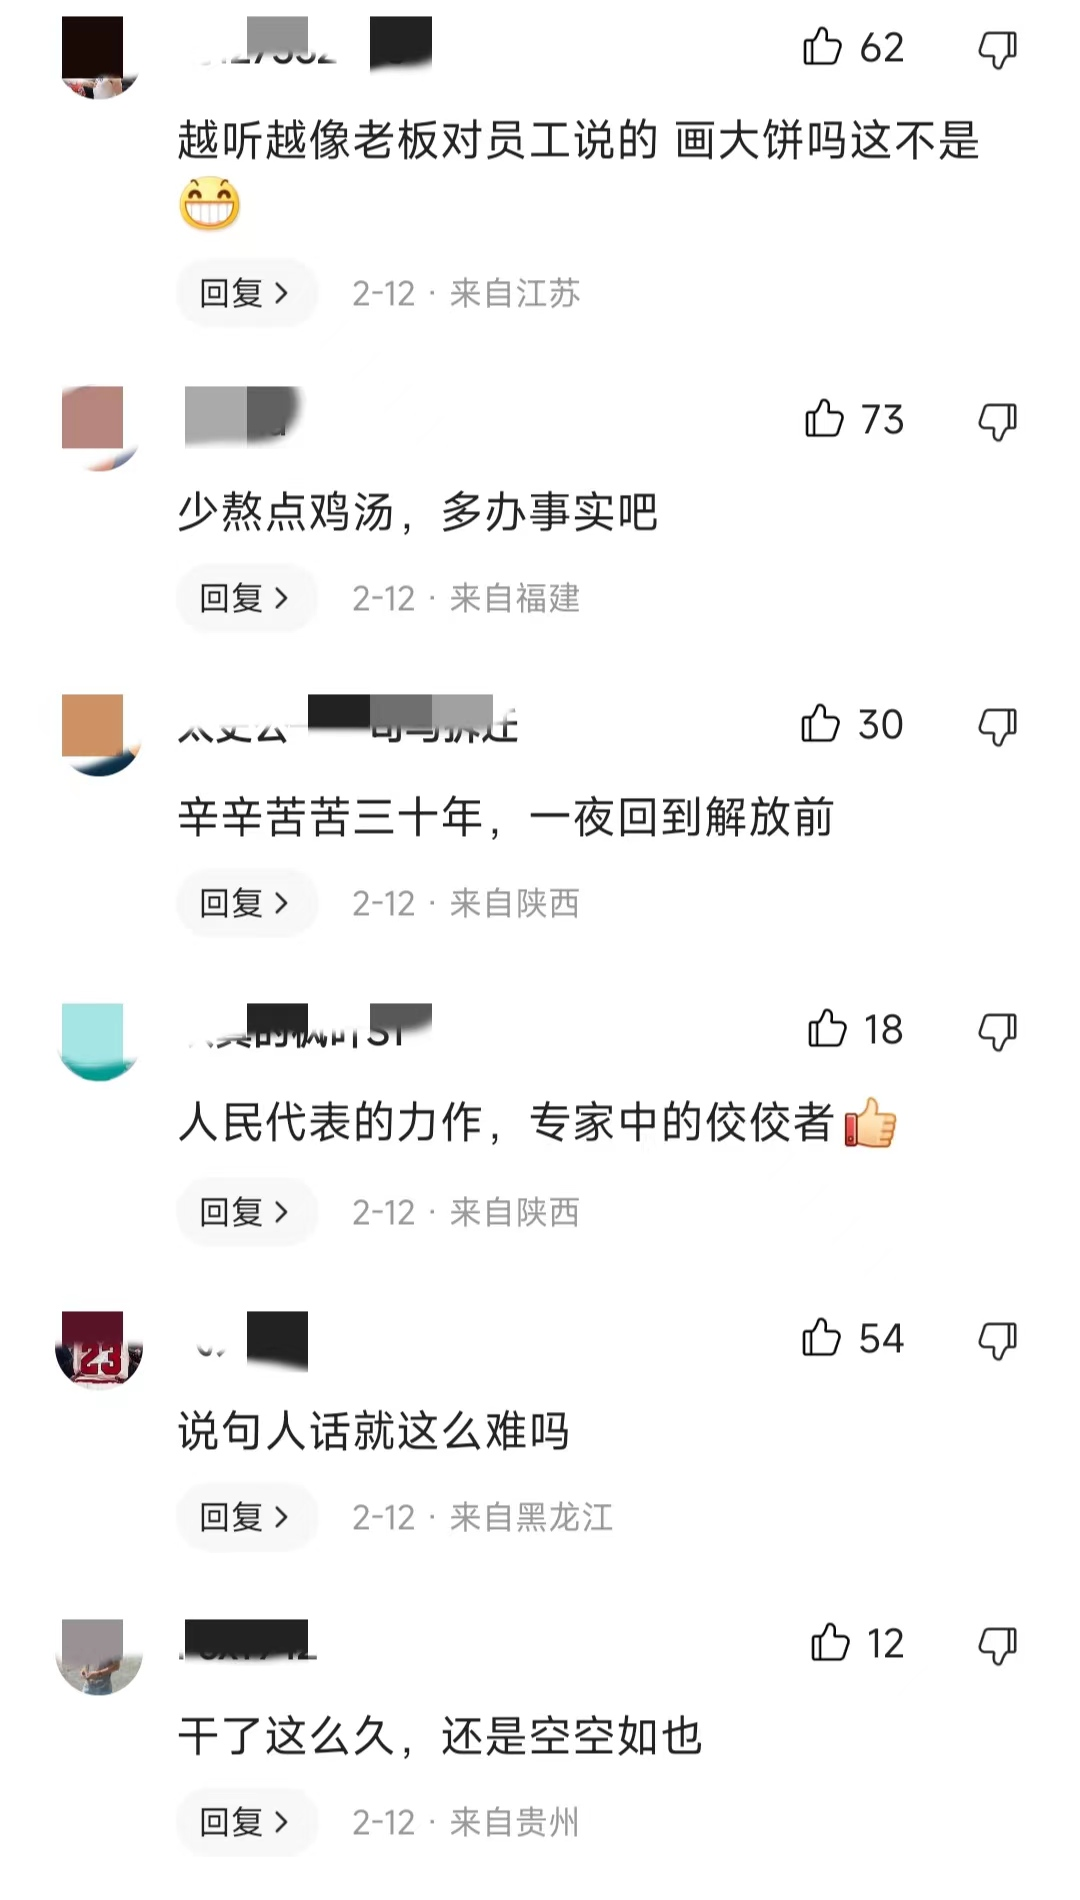 62
越听越像老板对员工说的 画大饼吗这不是
回复 >
2-12 · 来自江苏
73
少熬点鸡汤，多办事实吧
回复 >
2-12 · 来自福建
30
辛辛苦苦三十年，一夜回到解放前
回复 >
2-12 · 来自陕西
18
人民代表的力作，专家中的佼佼者
回复 >
2-12 · 来自陕西
23
54
说句人话就这么难吗
回复 >
2-12 · 来自黑龙江
12
干了这么久，还是空空如也
回复 >
2-12 · 来自贵州